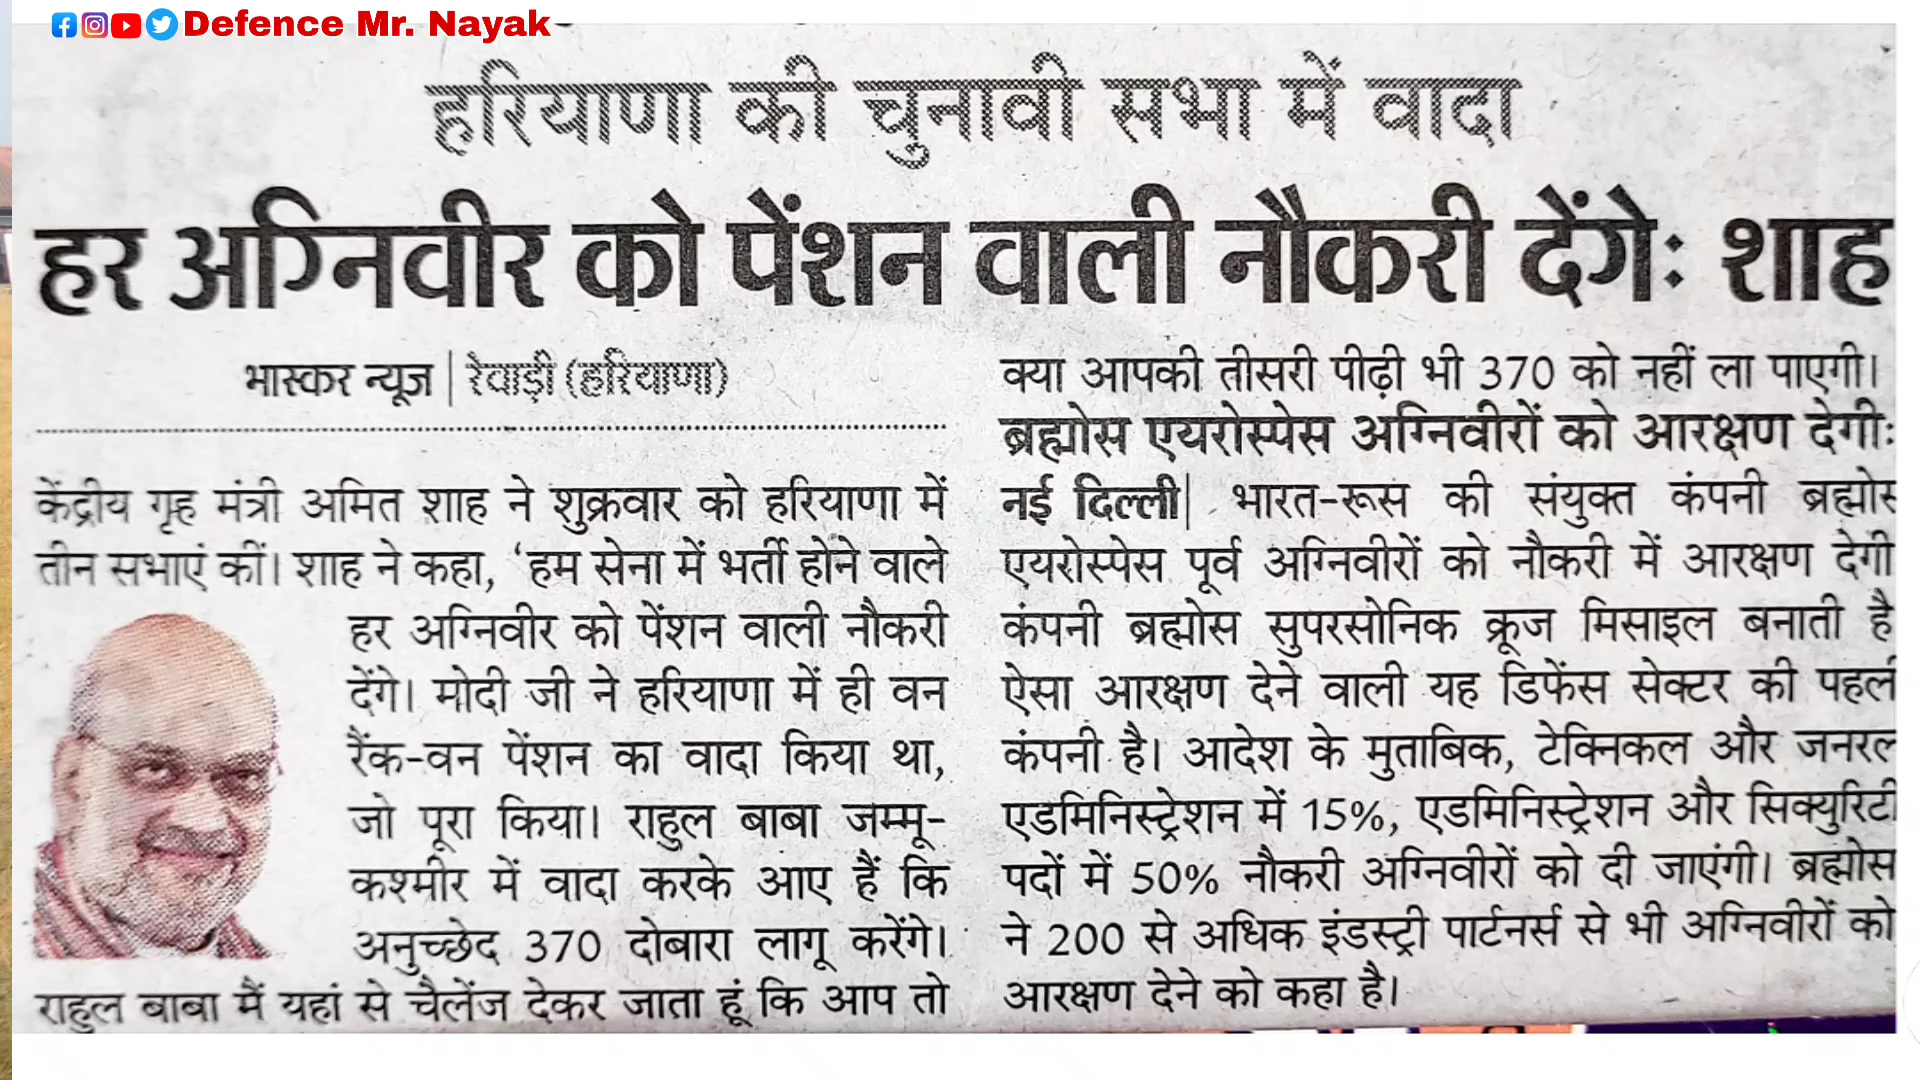 Defence Mr. Nayak
हरियाणा की चुनावी सभा में वादा
हर अग्निवीर को पेंशन वाली नौकरी देंगे: शाह
भास्कर न्यूज | रेवाड़ी (हरियाणा)
केंद्रीय गृह मंत्री अमित शाह ने शुक्रवार को हरियाणा में
तीन सभाएं कीं। शाह ने कहा, ‘हम सेना में भर्ती होने वाले
हर अग्निवीर को पेंशन वाली नौकरी
देंगे। मोदी जी ने हरियाणा में ही वन
रैंक-वन पेंशन का वादा किया था,
जो पूरा किया। राहुल बाबा जम्मू-
कश्मीर में वादा करके आए हैं कि
अनुच्छेद 370 दोबारा लागू करेंगे।
राहुल बाबा मैं यहां से चैलेंज देकर जाता हूं कि आप तो
क्या आपकी तीसरी पीढ़ी भी 370 को नहीं ला पाएगी।
ब्रह्मोस एयरोस्पेस अग्निवीरों को आरक्षण देगी:
नई दिल्ली| भारत-रूस की संयुक्त कंपनी ब्रह्मोस
एयरोस्पेस पूर्व अग्निवीरों को नौकरी में आरक्षण देगी
कंपनी ब्रह्मोस सुपरसोनिक क्रूज मिसाइल बनाती है
ऐसा आरक्षण देने वाली यह डिफेंस सेक्टर की पहली
कंपनी है। आदेश के मुताबिक, टेक्निकल और जनरल
एडमिनिस्ट्रेशन में 15%, एडमिनिस्ट्रेशन और सिक्युरिटी
पदों में 50% नौकरी अग्निवीरों को दी जाएंगी। ब्रह्मोस
ने 200 से अधिक इंडस्ट्री पार्टनर्स से भी अग्निवीरों को
आरक्षण देने को कहा है।